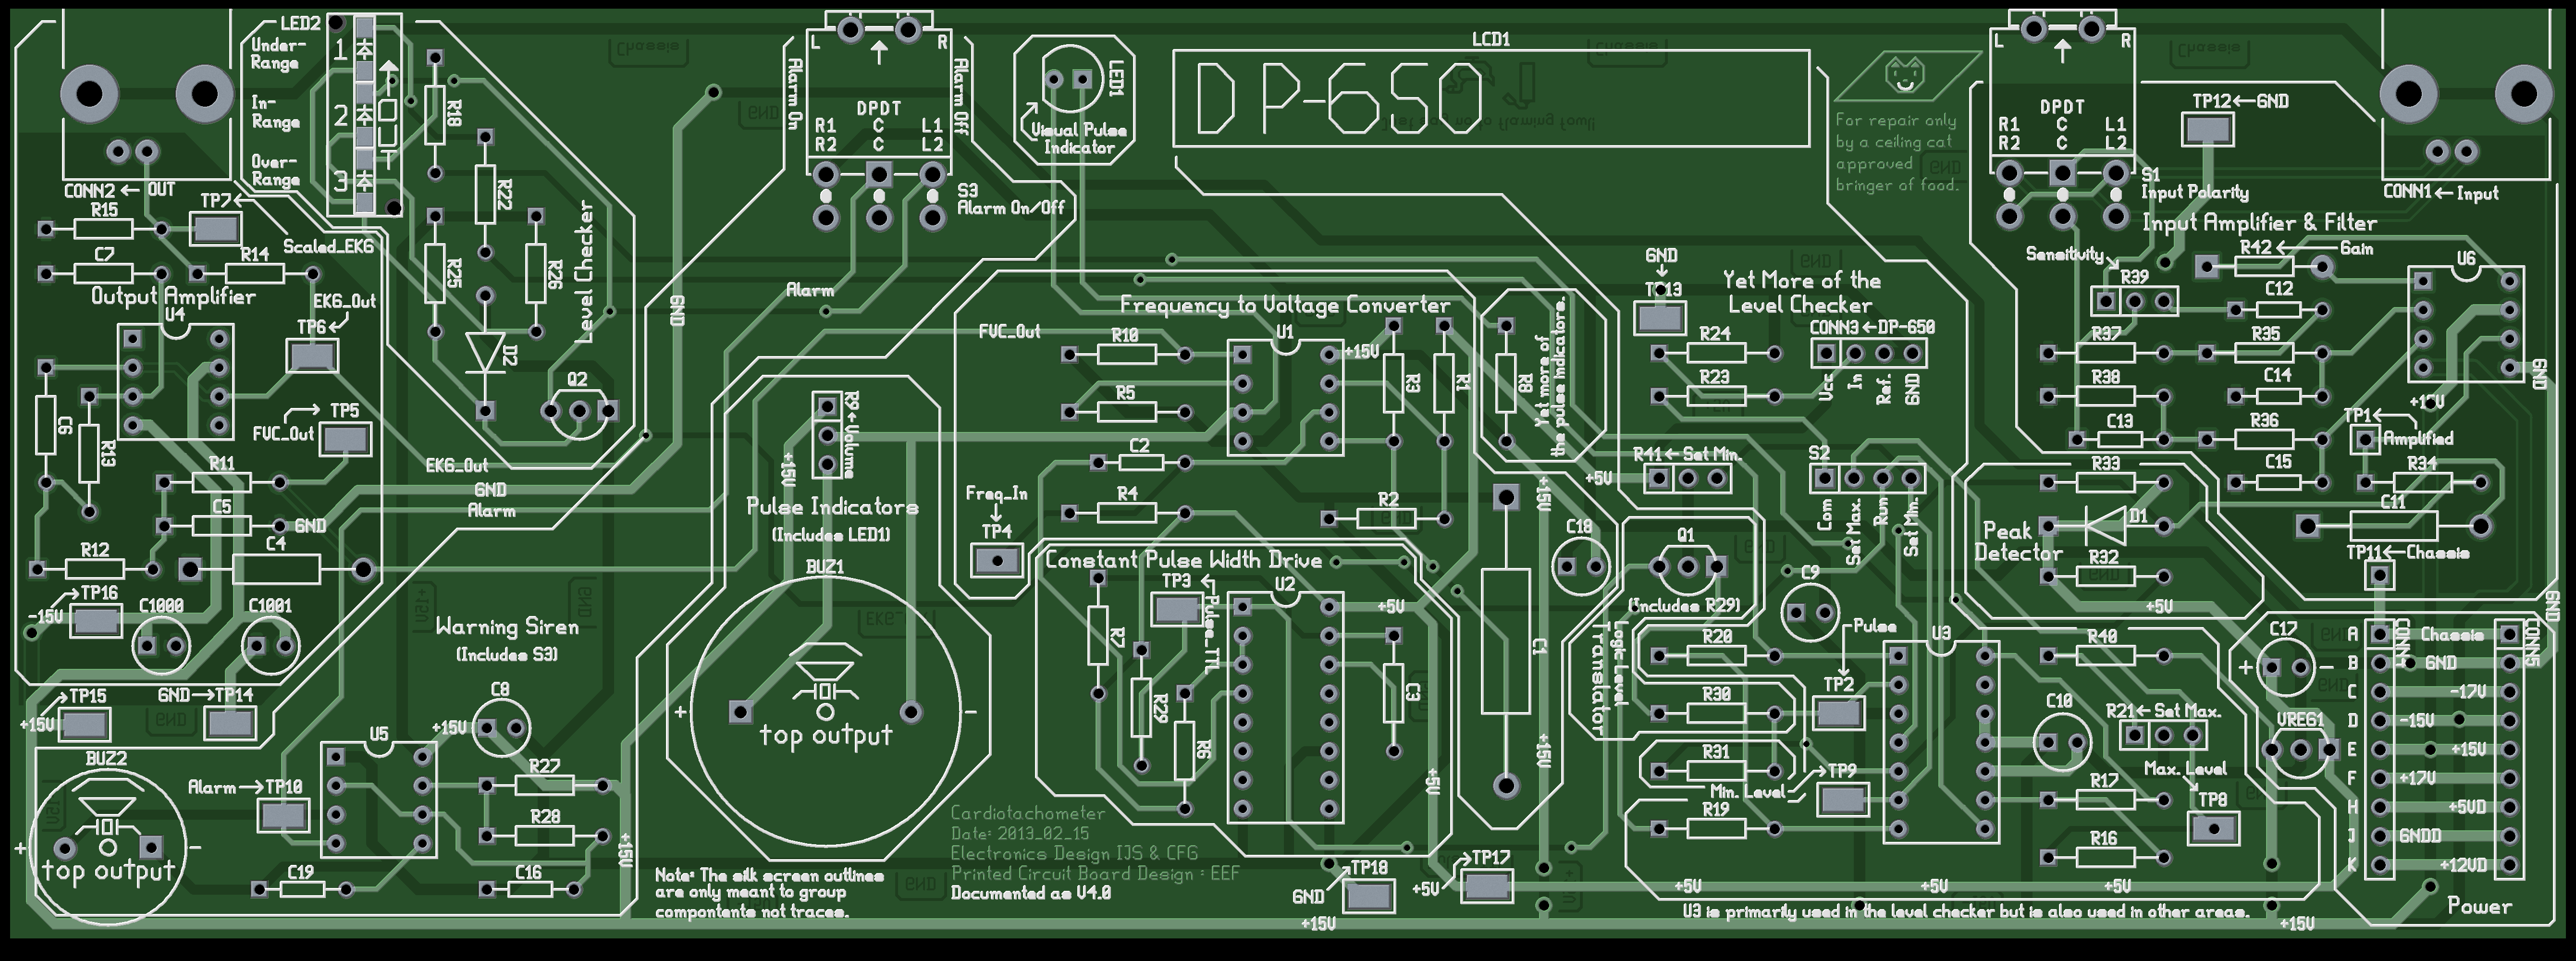 LED2
Under-
Range
1
In-
Range
2
Over-
Range
3
OUT
CONN2 ← OUT
TP7←
R15
Scaled_EKG
C7
R14
Output Amplifier
EKG_Out
U4
TP6
TP5
FVC_Out
C6
R13
R11
C5
GND
C4
R12
TP16
-15V
C1000
C1001
TP15
+15V
GND→TP14
BUZ2
+
-
top output
R18
R22
R25
R26
D2
Q2
Level Checker
L
R
DPDT
R1 C L1
R2 C L2
Alarm On
Alarm Off
S3
Alarm On/Off
GND
Alarm
EKG_Out
GND
Alarm
Warning Siren
(Includes S3)
C8
+15V
U5
Alarm→TP10
R27
R28
C19
C16
+15V
LED1
Visual Pulse
Indicator
R9←Volume
+15V
Pulse Indicators
(Includes LED1)
BUZ1
+
-
top output
Note: The silk screen outlines
are only meant to group
compontents not traces.
LCD1
DP-650
That say no to flaming fowl!
Frequency to Voltage Converter
FVC_Out
R10
U1
+15V
R5
C2
R4
R3
R1
R2
Freq_In
TP4
R8
Yet more of
the pulse indicators.
Constant Pulse Width Drive
TP3
Pulse_TTL
U2
+5V
R7
R29
R6
C3
+5V
Cardiotachometer
Date: 2013_02_15
Electronics Design IJS & CFG
Printed Circuit Board Design : EEF
Documented as V4.0
TP18
GND
+15V
TP17
+5V
C1
+15V
+15V
C18
GND
TP13
Yet More of the
Level Checker
R24
R23
CONN3←DP-650
Vcc
In
Ref.
GND
R41← Set Min.
+5V
S2
Com
Set Max.
Run
Set Min.
Q1
(Includes R29)
C9
Logic Level
Translator
R20
R30
R31
Min. Level
R19
Pulse
TP2
TP9
U3
+5V
+5V
+5V
U3 is primarily used in the level checker but is also used in other areas.
For repair only
by a ceiling cat
approved
bringer of food.
L
R
DPDT
R1 C L1
R2 C L2
S1
Input Polarity
TP12←GND
CONN1←Input
Input Amplifier & Filter
Sensitivity
R39
R42←Gain
U6
C12
R37
R35
R38
C14
GND
+15V
C13
R36
TP1
Amplified
R33
C15
R34
Peak
Detector
D1
C11
R32
TP11←Chassis
+5V
GND
R40
C17
+
-
C10
R21← Set Max.
VREG1
R17
Max. Level
TP8
R16
CONN4
CONN5
A Chassis
B GND
C -17V
D -15V
E +15V
F +17V
H +5VD
J GNDD
K +12VD
Power
+15V